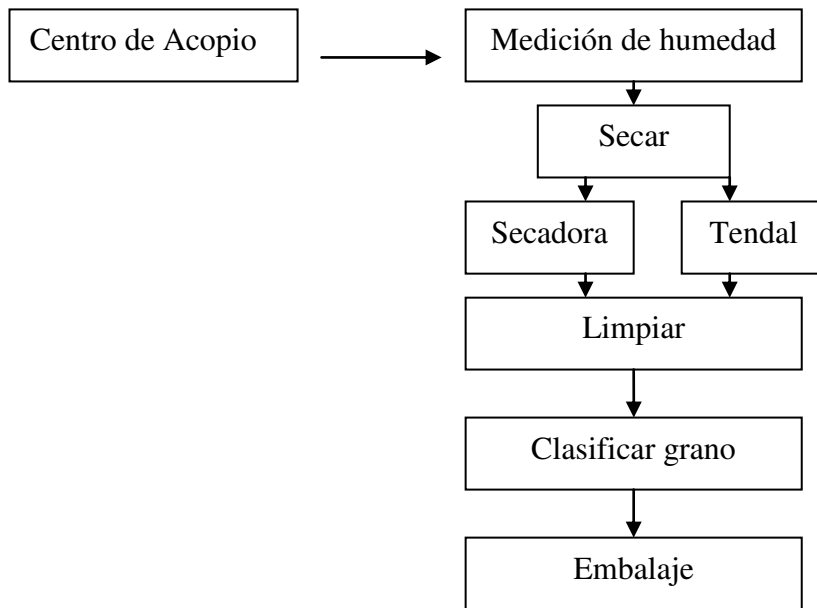 Centro de Acopio
Medición de humedad
Secar
Secadora
Tendal
Limpiar
Clasificar grano
Embalaje